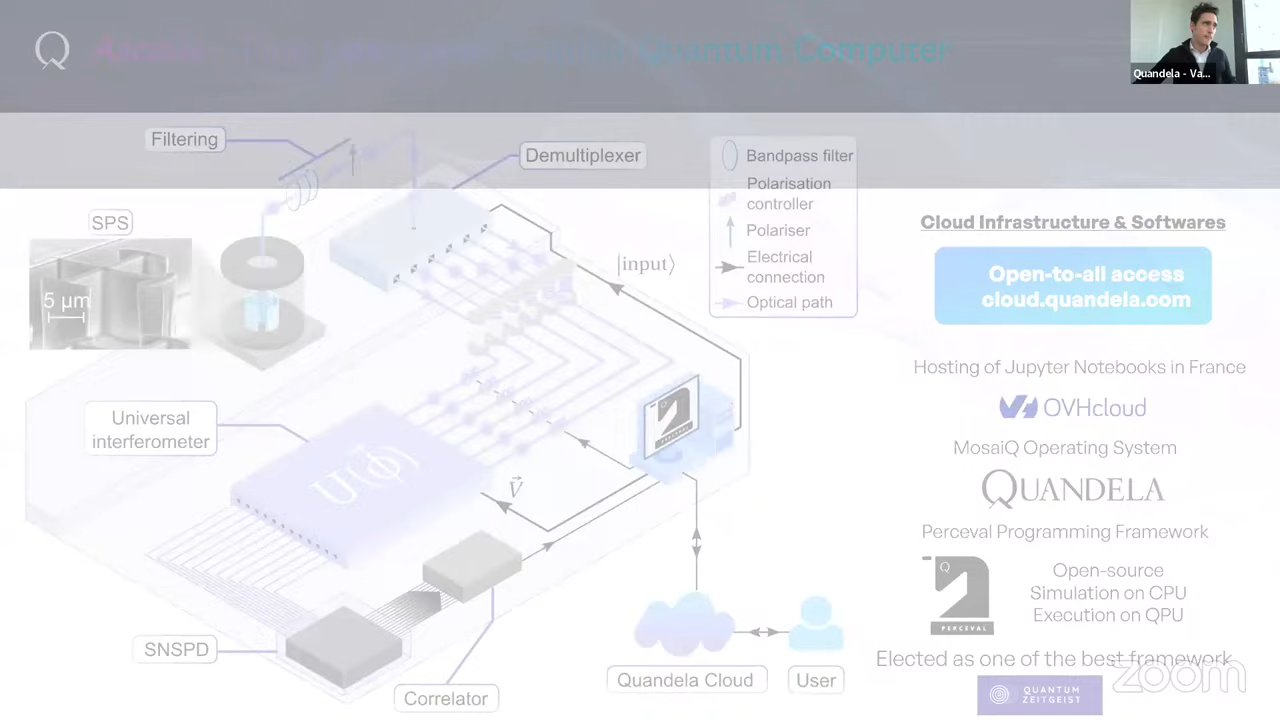 Quantum Computer
Quandela - Va...
Filtering
Demultiplexer
Bandpass filter
Polarisation
controller
Polariser
Electrical
connection
Optical path
SPS
5 μm
|input⟩
Universal
interferometer
U(ϕ⃗)
V⃗
SNSPD
Correlator
Quandela Cloud
User
Cloud Infrastructure & Softwares
Open-to-all access
cloud.quandela.com
Hosting of Jupyter Notebooks in France
OVHcloud
MosaiQ Operating System
QUANDELA
Perceval Programming Framework
Q
PERCEVAL
Open-source
Simulation on CPU
Execution on QPU
Elected as one of the best framework
QUANTUM
ZEITGEIST
zoom